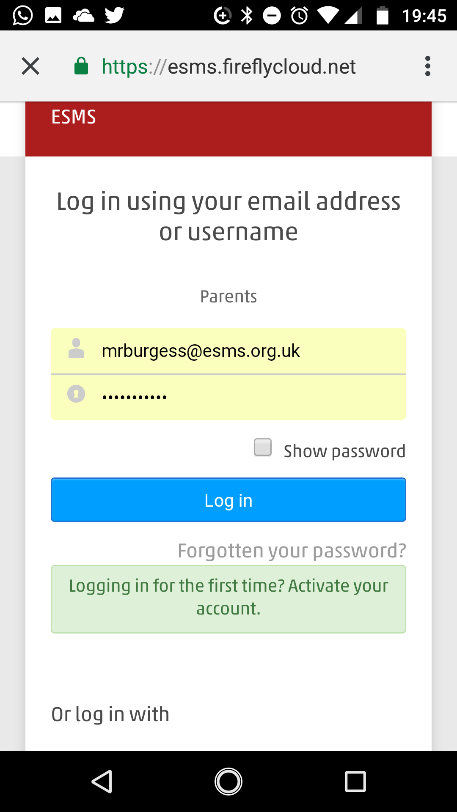 19:45
https://esms.fireflycloud.net
ESMS
Log in using your email address
or username
Parents
mrburgess@esms.org.uk
•••••••••••
Show password
Log in
Forgotten your password?
Logging in for the first time? Activate your
account.
Or log in with